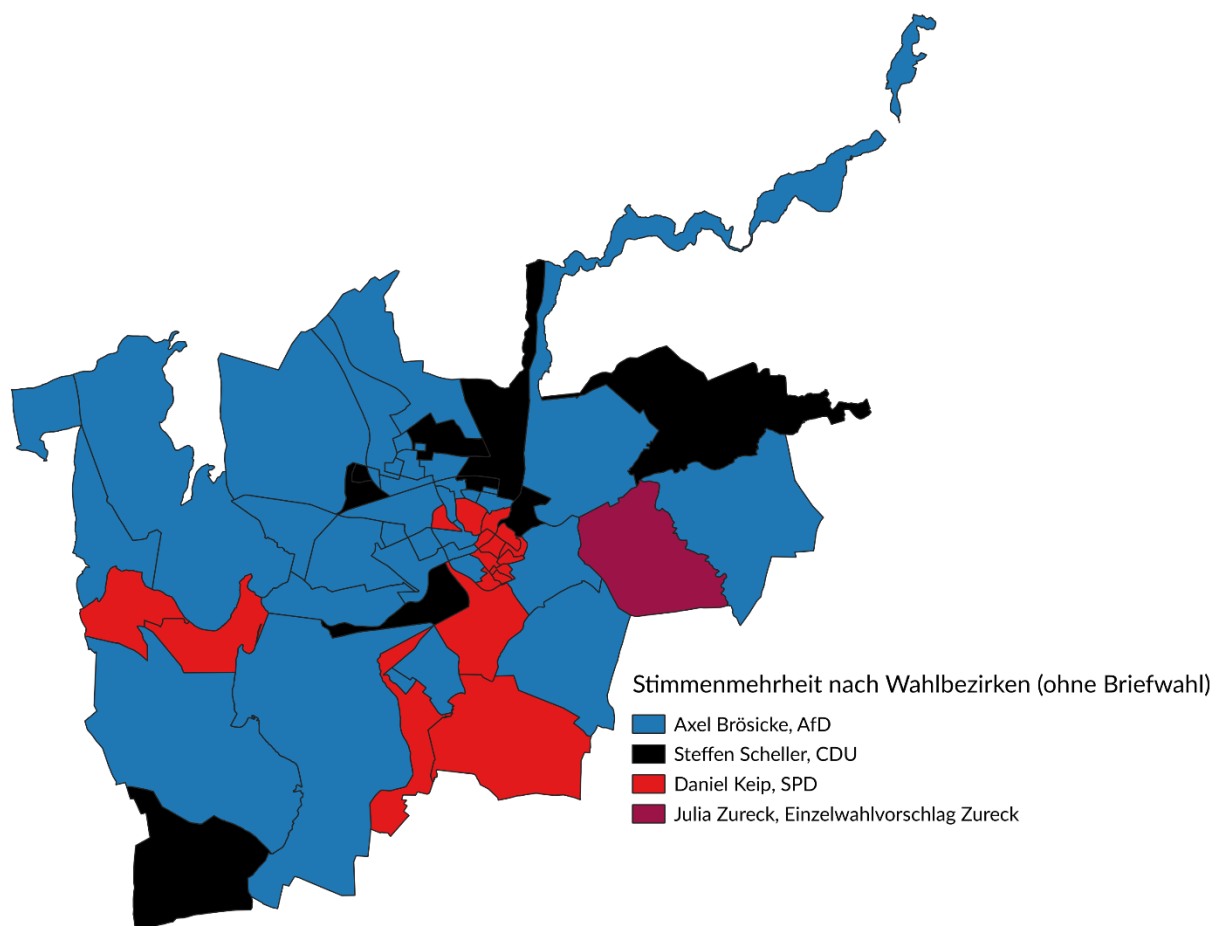 Stimmenmehrheit nach Wahlbezirken (ohne Briefwahl)
Axel Brösicke, AfD
Steffen Scheller, CDU
Daniel Keip, SPD
Julia Zureck, Einzelwahlvorschlag Zureck